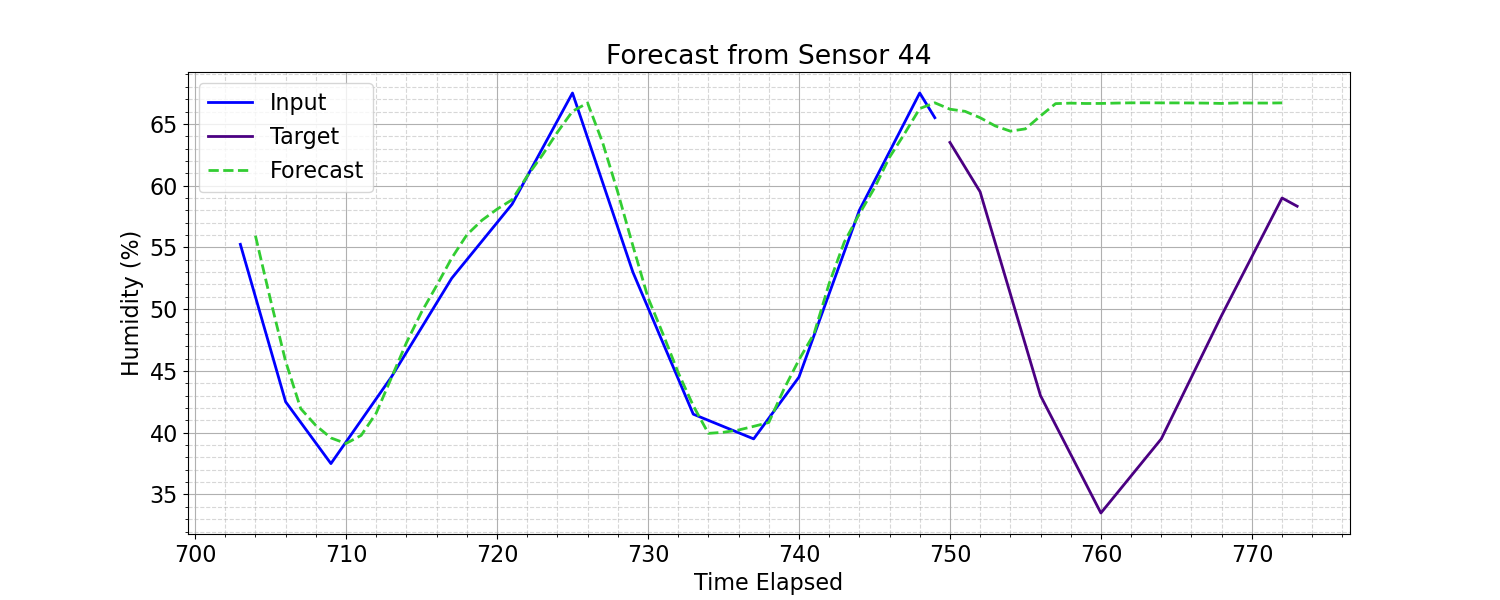 Forecast from Sensor 44
Input
Target
Forecast
Humidity (%)
65
60
55
50
45
40
35
700 710 720 730 740 750 760 770
Time Elapsed